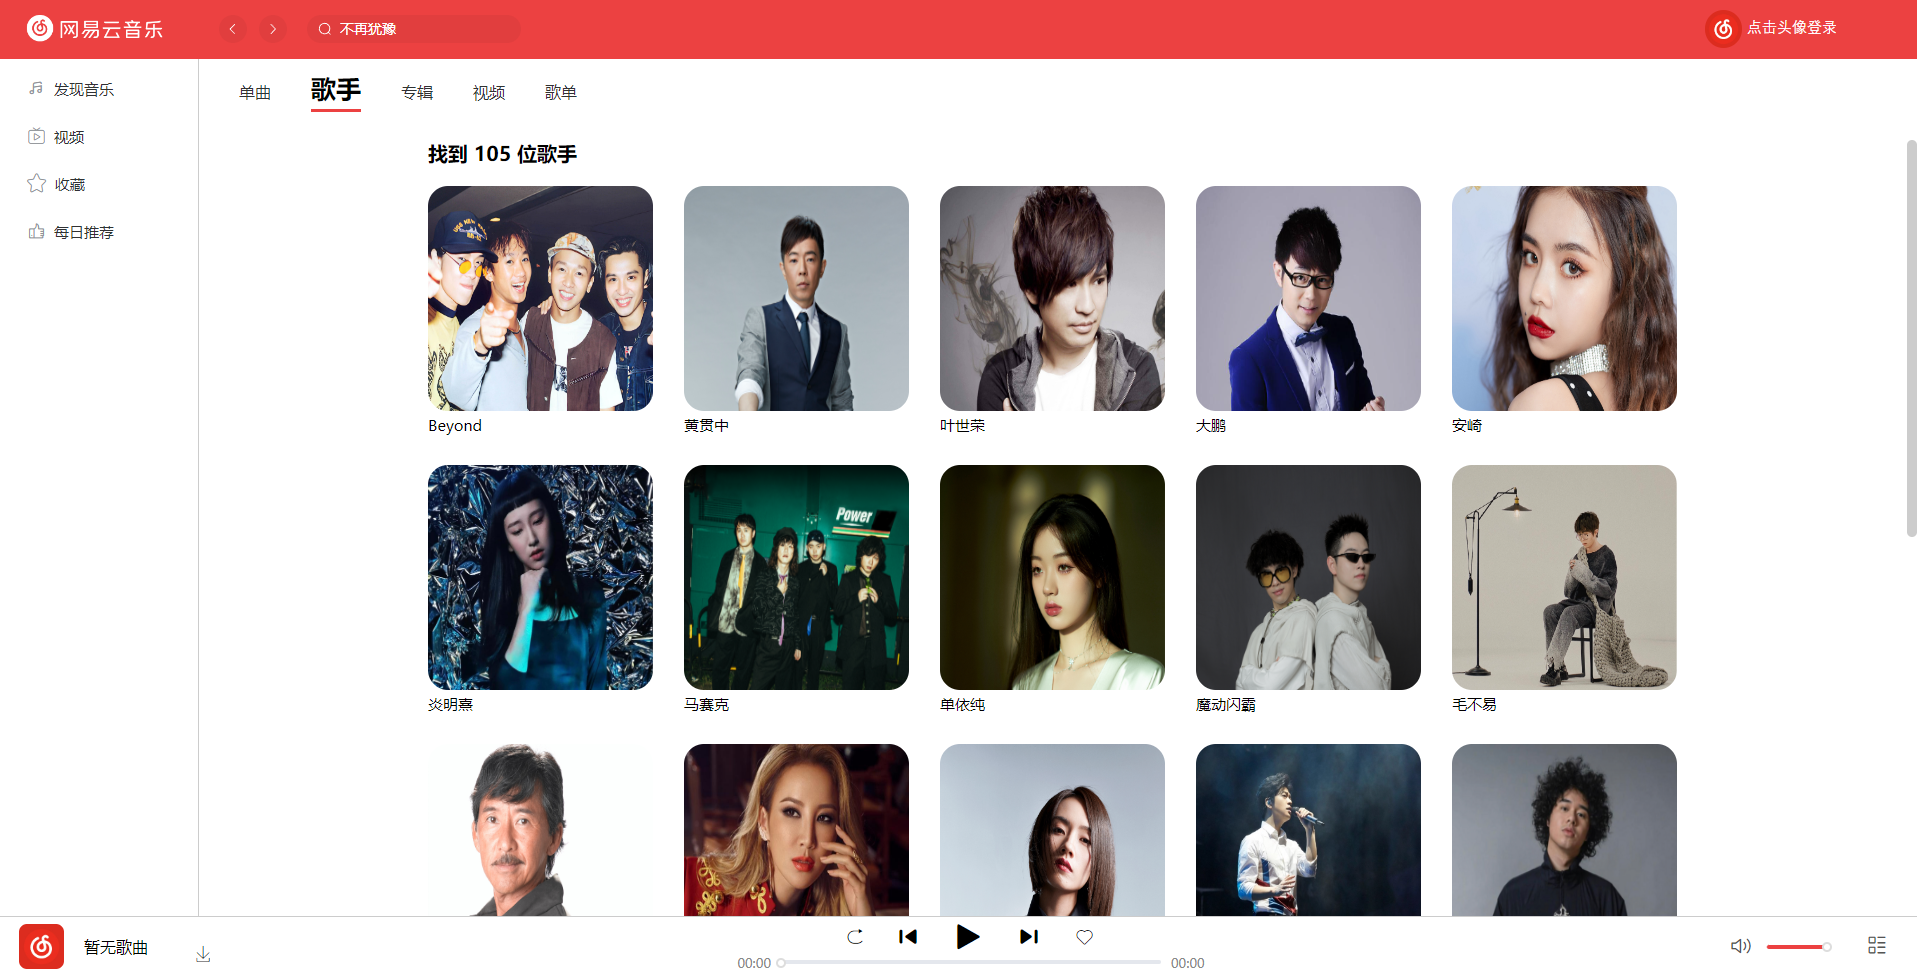 网易云音乐
不再犹豫
点击头像登录
发现音乐
视频
收藏
每日推荐
单曲 歌手 专辑 视频 歌单
找到 105 位歌手
Beyond 黄贯中 叶世荣 大鹏 安崎
Power
炎明熹 马赛克 单依纯 魔动闪霸 毛不易
暂无歌曲
00:00 00:00